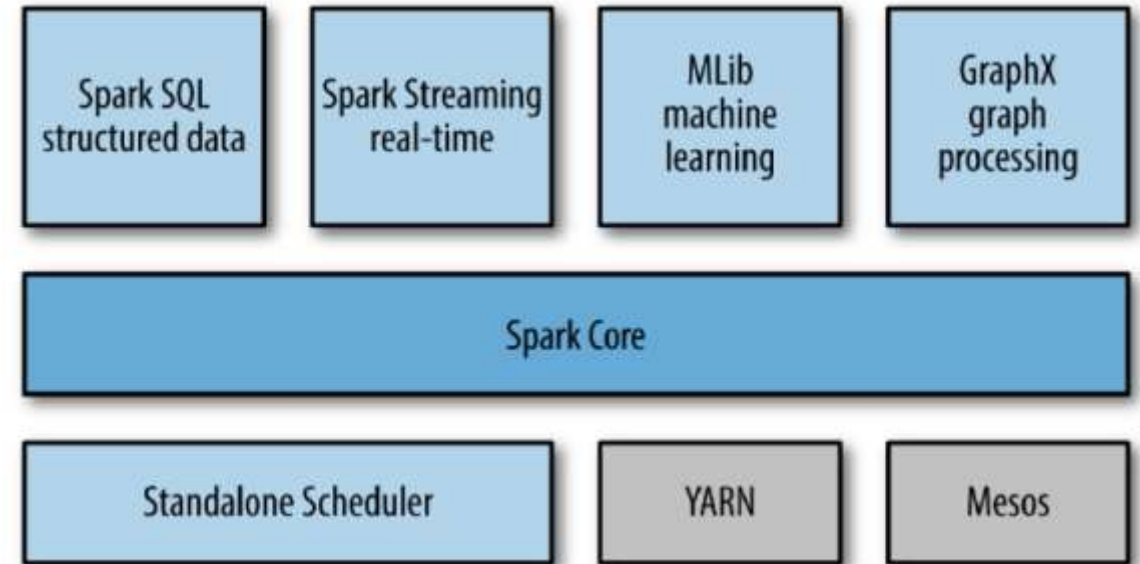 Spark SQL
structured data
Spark Streaming
real-time
MLib
machine
learning
GraphX
graph
processing
Spark Core
Standalone Scheduler
YARN
Mesos